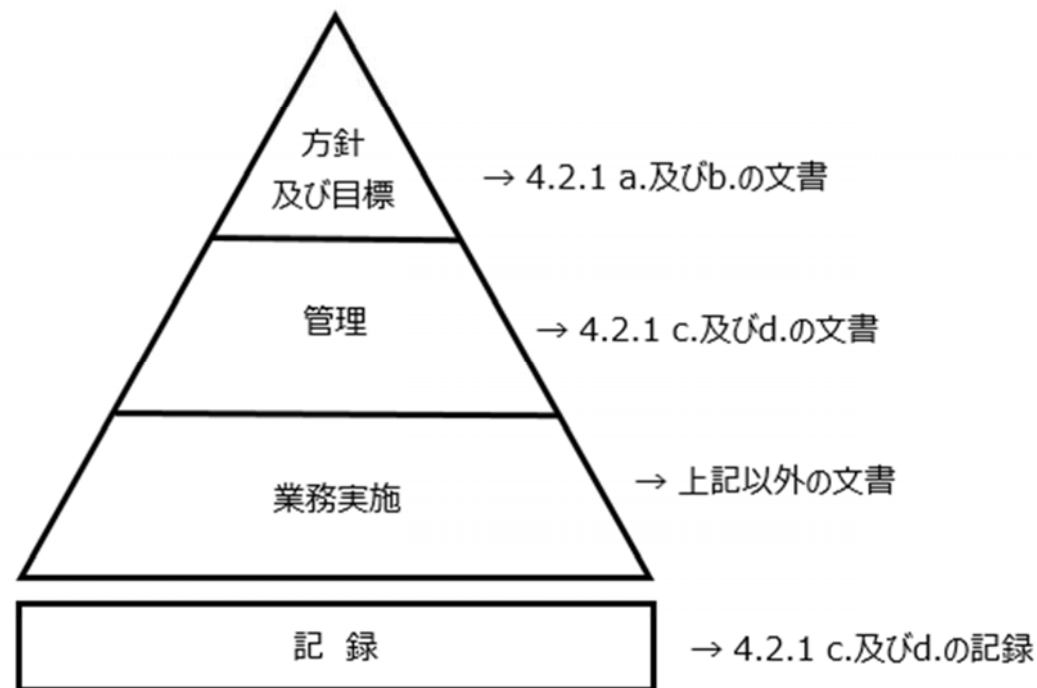 方針
及び目標
→ 4.2.1 a.及びb.の文書
管理
→ 4.2.1 c.及びd.の文書
業務実施
→ 上記以外の文書
記 録
→ 4.2.1 c.及びd.の記録